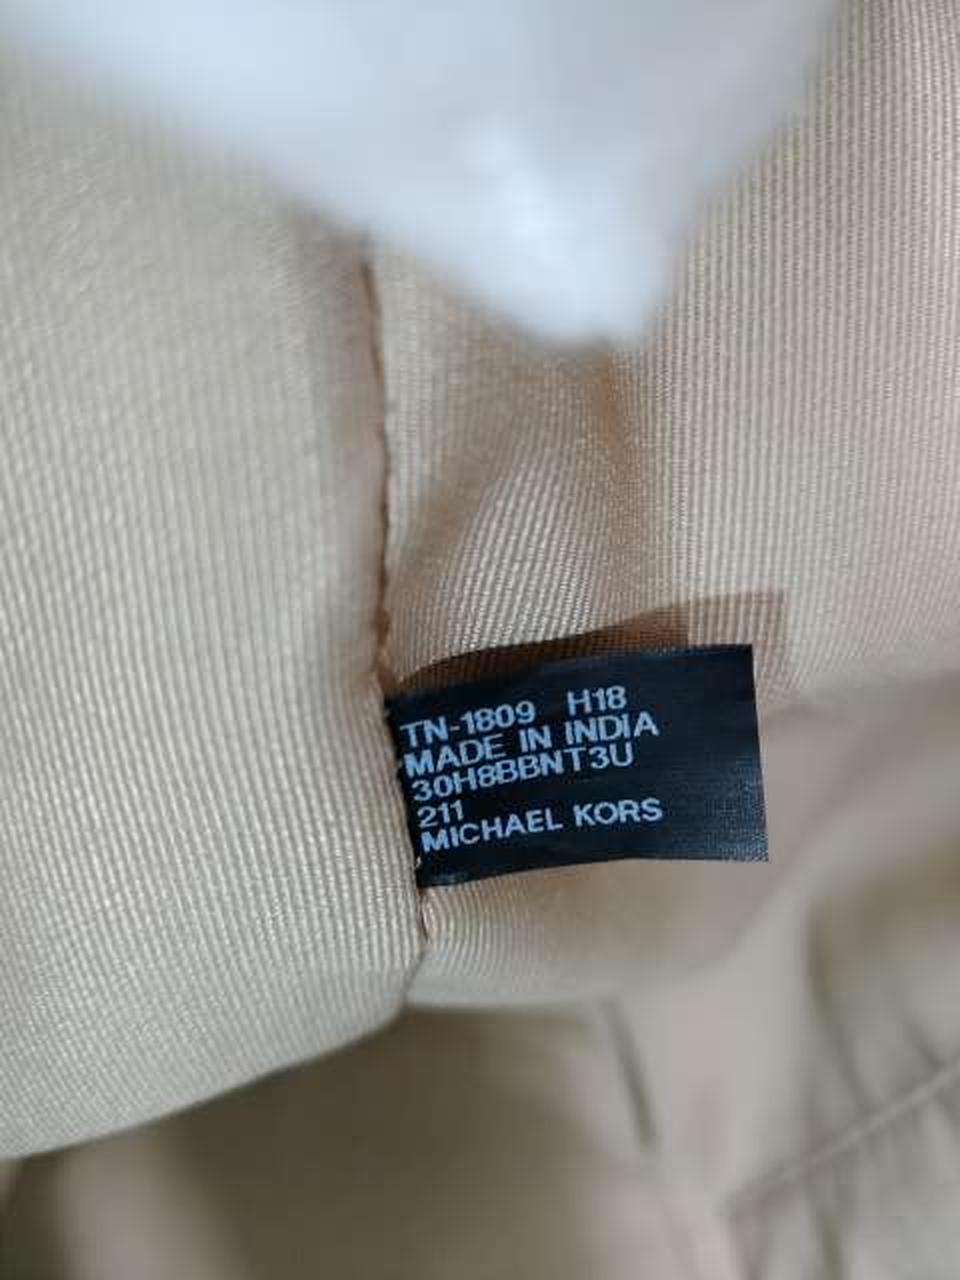 TN-1809 H18
MADE IN INDIA
30H8BBNT3U
211
MICHAEL KORS